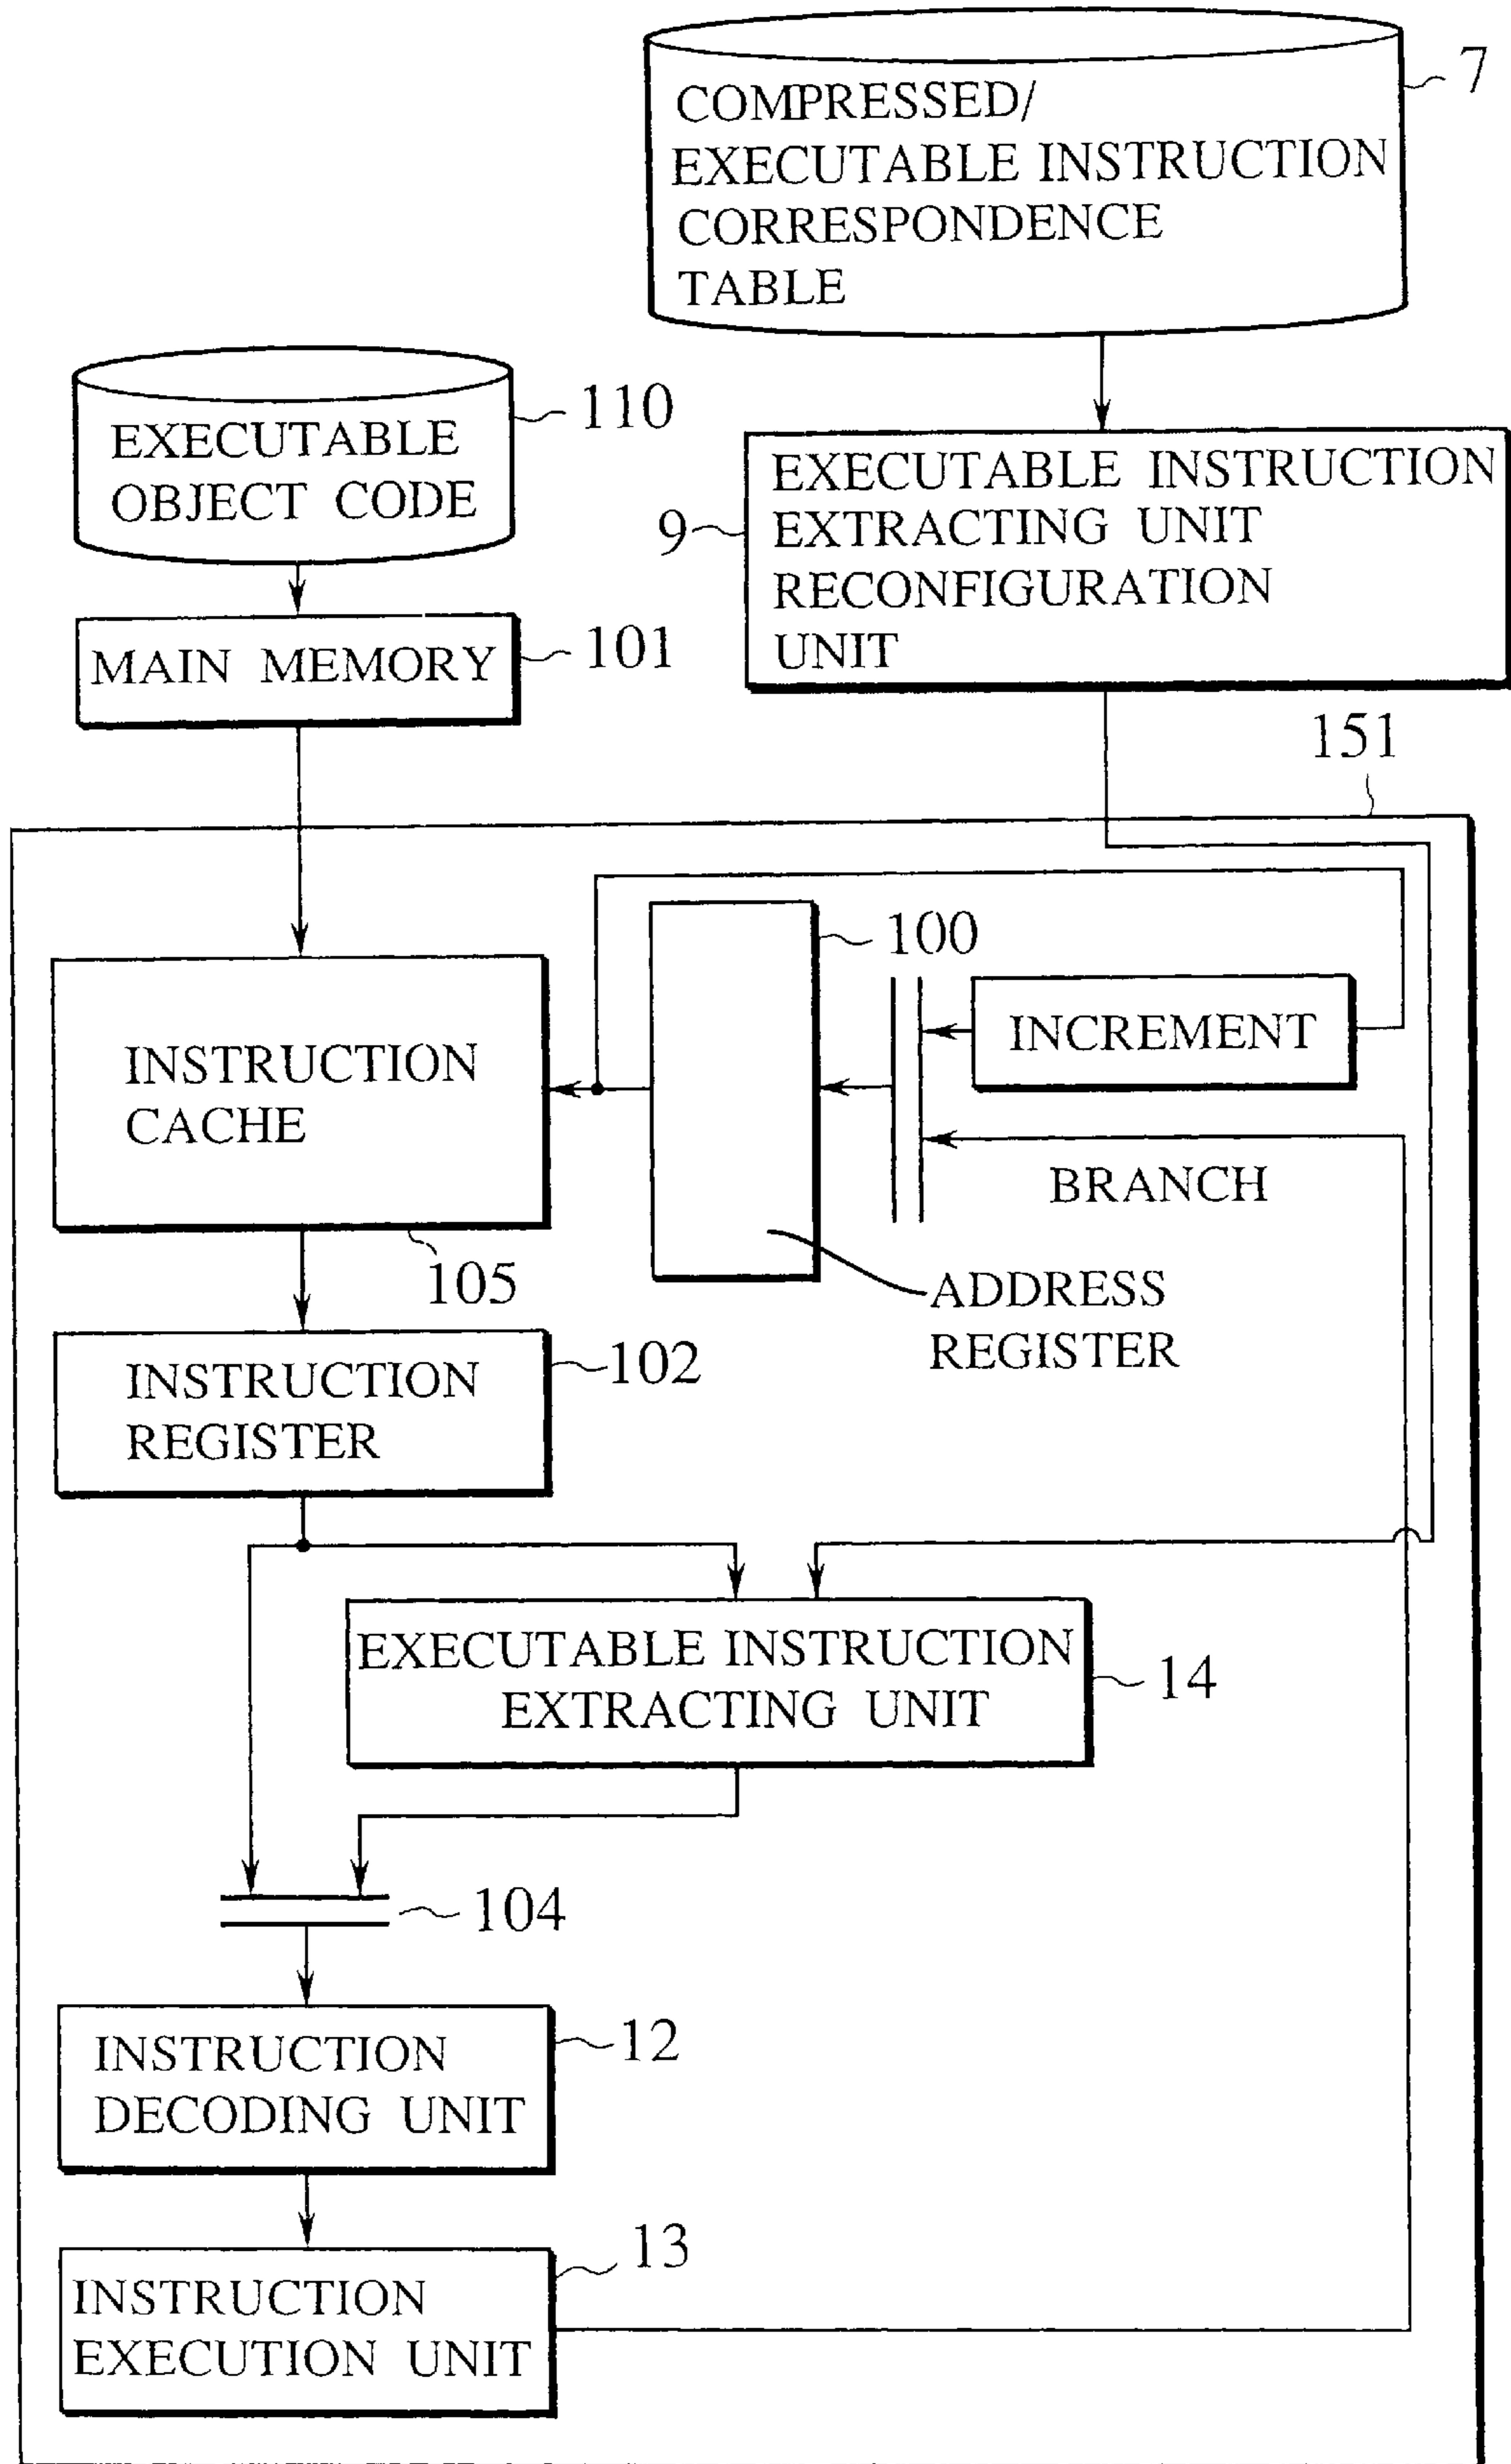 COMPRESSED/
EXECUTABLE INSTRUCTION
CORRESPONDENCE
TABLE
7
EXECUTABLE
OBJECT CODE
110
EXECUTABLE INSTRUCTION
EXTRACTING UNIT
RECONFIGURATION
UNIT
9
MAIN MEMORY
101
151
100
INCREMENT
INSTRUCTION
CACHE
105
BRANCH
ADDRESS
REGISTER
INSTRUCTION
REGISTER
102
EXECUTABLE INSTRUCTION
EXTRACTING UNIT
14
104
INSTRUCTION
DECODING UNIT
12
INSTRUCTION
EXECUTION UNIT
13